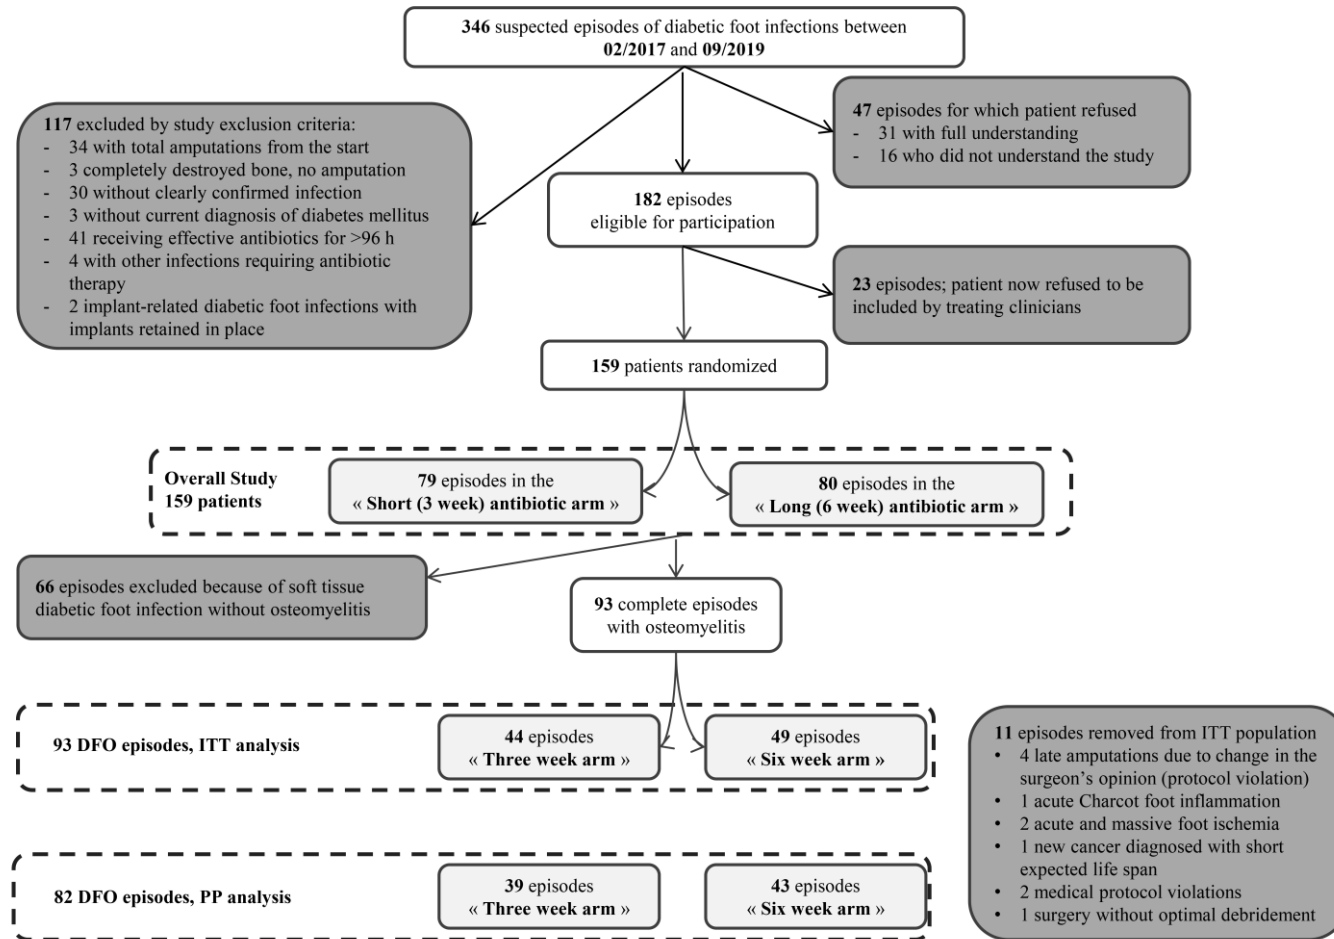 346 suspected episodes of diabetic foot infections between
02/2017 and 09/2019
117 excluded by study exclusion criteria:
- 34 with total amputations from the start
- 3 completely destroyed bone, no amputation
- 30 without clearly confirmed infection
- 3 without current diagnosis of diabetes mellitus
- 41 receiving effective antibiotics for >96 h
- 4 with other infections requiring antibiotic
therapy
- 2 implant-related diabetic foot infections with
implants retained in place
47 episodes for which patient refused
- 31 with full understanding
- 16 who did not understand the study
182 episodes
eligible for participation
23 episodes; patient now refused to be
included by treating clinicians
159 patients randomized
Overall Study
159 patients
79 episodes in the
« Short (3 week) antibiotic arm »
80 episodes in the
« Long (6 week) antibiotic arm »
66 episodes excluded because of soft tissue
diabetic foot infection without osteomyelitis
93 complete episodes
with osteomyelitis
93 DFO episodes, ITT analysis
44 episodes
« Three week arm »
49 episodes
« Six week arm »
11 episodes removed from ITT population
• 4 late amputations due to change in the
surgeon’s opinion (protocol violation)
• 1 acute Charcot foot inflammation
• 2 acute and massive foot ischemia
• 1 new cancer diagnosed with short
expected life span
• 2 medical protocol violations
• 1 surgery without optimal debridement
82 DFO episodes, PP analysis
39 episodes
« Three week arm »
43 episodes
« Six week arm »